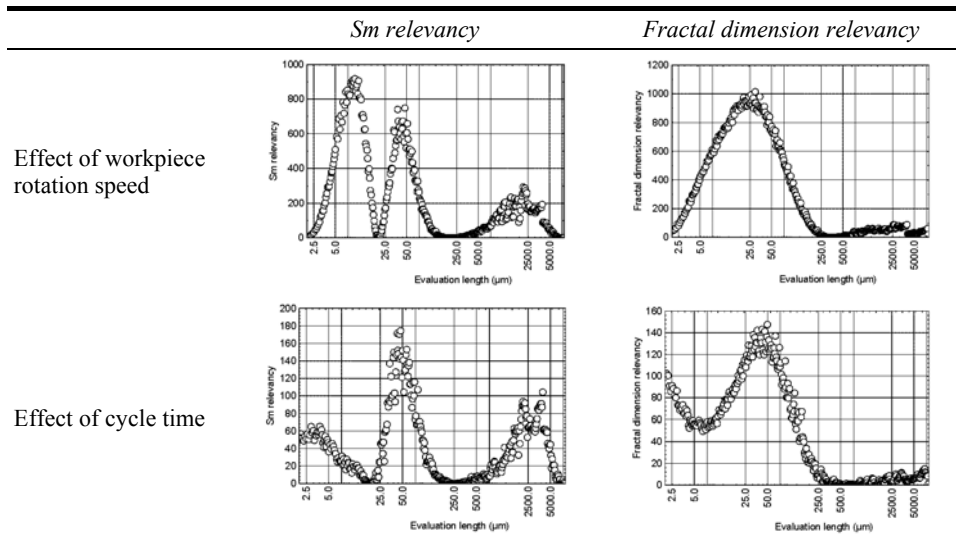 Sm relevancy Fractal dimension relevancy
Effect of workpiece
rotation speed
Sm relevancy
1000
800
600
400
200
0
2.5 5.0 25.0 50.0 250.0 500.0 2500.0 5000.0
Evaluation length (µm)
Fractal dimension relevancy
1200
1000
800
600
400
200
0
2.5 5.0 25.0 50.0 250.0 500.0 2500.0 5000.0
Evaluation length (µm)
Effect of cycle time
Sm relevancy
200
180
160
140
120
100
80
60
40
20
0
2.5 5.0 25.0 50.0 250.0 500.0 2500.0 5000.0
Evaluation length (µm)
Fractal dimension relevancy
160
140
120
100
80
60
40
20
0
2.5 5.0 25.0 50.0 250.0 500.0 2500.0 5000.0
Evaluation length (µm)